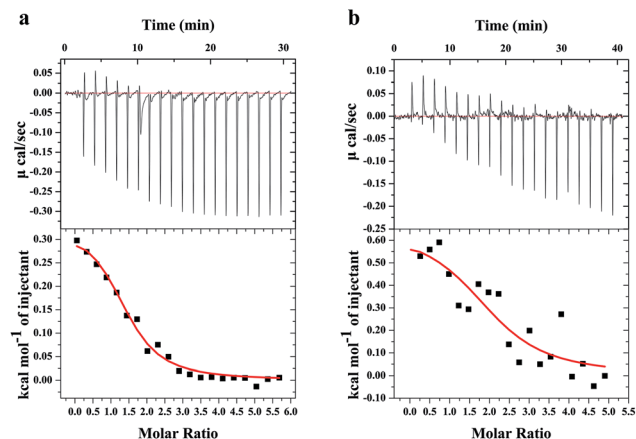 a
Time (min)
0 10 20 30
0.05
0.00
-0.05
-0.10
-0.15
-0.20
-0.25
-0.30
µ cal/sec
0.30
0.25
0.20
0.15
0.10
0.05
0.00
kcal mol⁻¹ of injectant
0.0 0.5 1.0 1.5 2.0 2.5 3.0 3.5 4.0 4.5 5.0 5.5 6.0
Molar Ratio
b
Time (min)
0 10 20 30 40
0.10
0.05
0.00
-0.05
-0.10
-0.15
-0.20
-0.25
µ cal/sec
0.60
0.50
0.40
0.30
0.20
0.10
0.00
-0.10
kcal mol⁻¹ of injectant
0.0 0.5 1.0 1.5 2.0 2.5 3.0 3.5 4.0 4.5 5.0 5.5
Molar Ratio